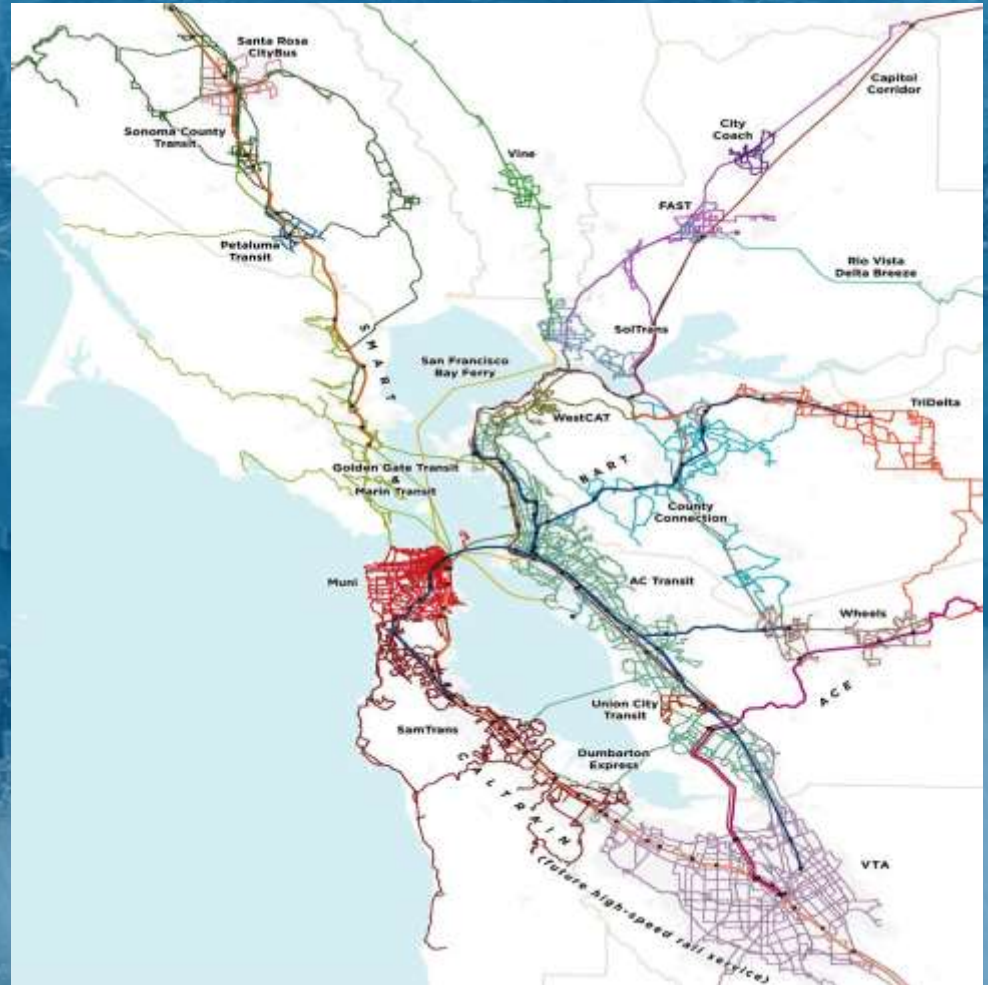 Santa Rosa
CityBus
Capitol
Corridor
Sonoma County
Transit
City
Coach
Vine
FAST
Petaluma
Transit
Rio Vista
Delta Breeze
SMART
SolTrans
San Francisco
Bay Ferry
TriDelta
WestCAT
BART
Golden Gate Transit
&
Marin Transit
County
Connection
Muni
AC Transit
Wheels
ACE
Union City
Transit
SamTrans
Dumbarton
Express
CALTRAIN
(future high-speed rail service)
VTA